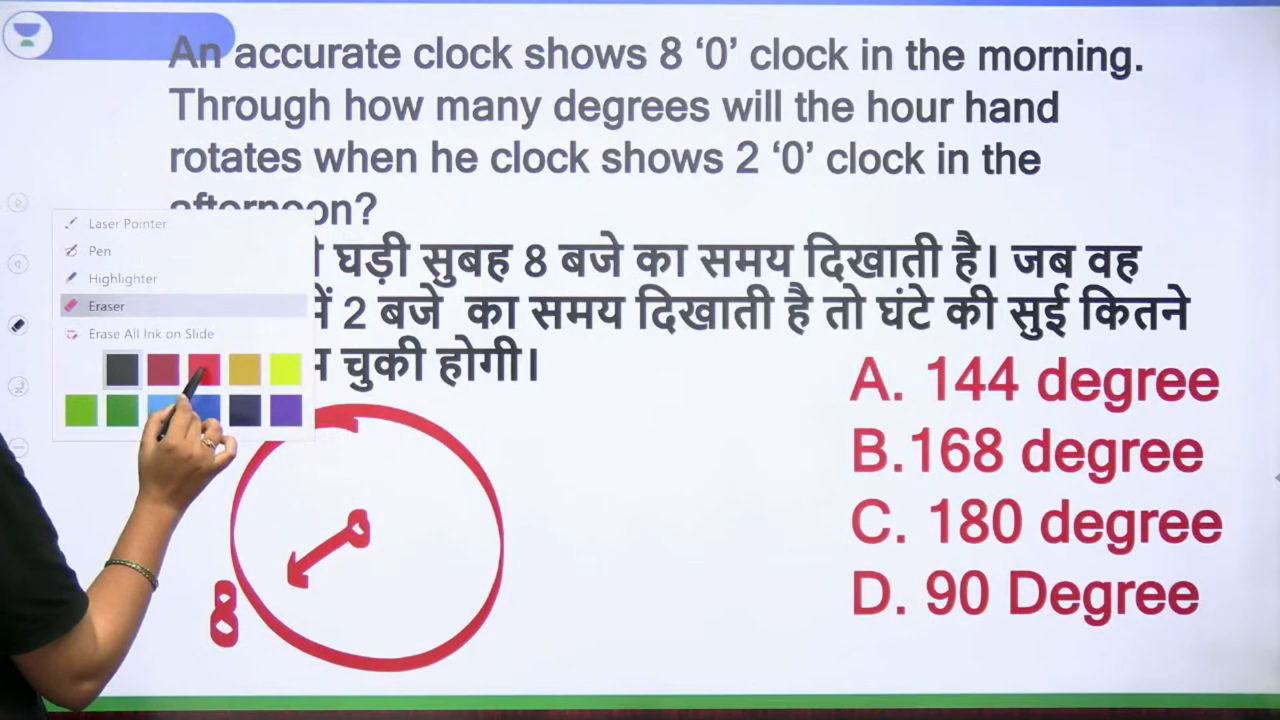 An accurate clock shows 8 ‘0’ clock in the morning.
Through how many degrees will the hour hand
rotates when he clock shows 2 ‘0’ clock in the
afternoon?
घड़ी सुबह 8 बजे का समय दिखाती है। जब वह
में 2 बजे का समय दिखाती है तो घंटे की सुई कितने
चुकी होगी।
Laser Pointer
Pen
Highlighter
Eraser
Erase All Ink on Slide
A. 144 degree
B.168 degree
C. 180 degree
D. 90 Degree
8